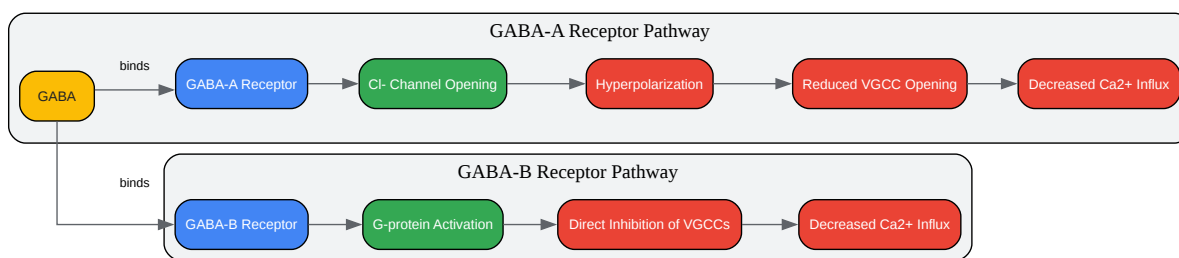 GABA-A Receptor Pathway
binds
GABA
GABA-A Receptor
Cl- Channel Opening
Hyperpolarization
Reduced VGCC Opening
Decreased Ca2+ Influx
GABA-B Receptor Pathway
binds
GABA-B Receptor
G-protein Activation
Direct Inhibition of VGCCs
Decreased Ca2+ Influx